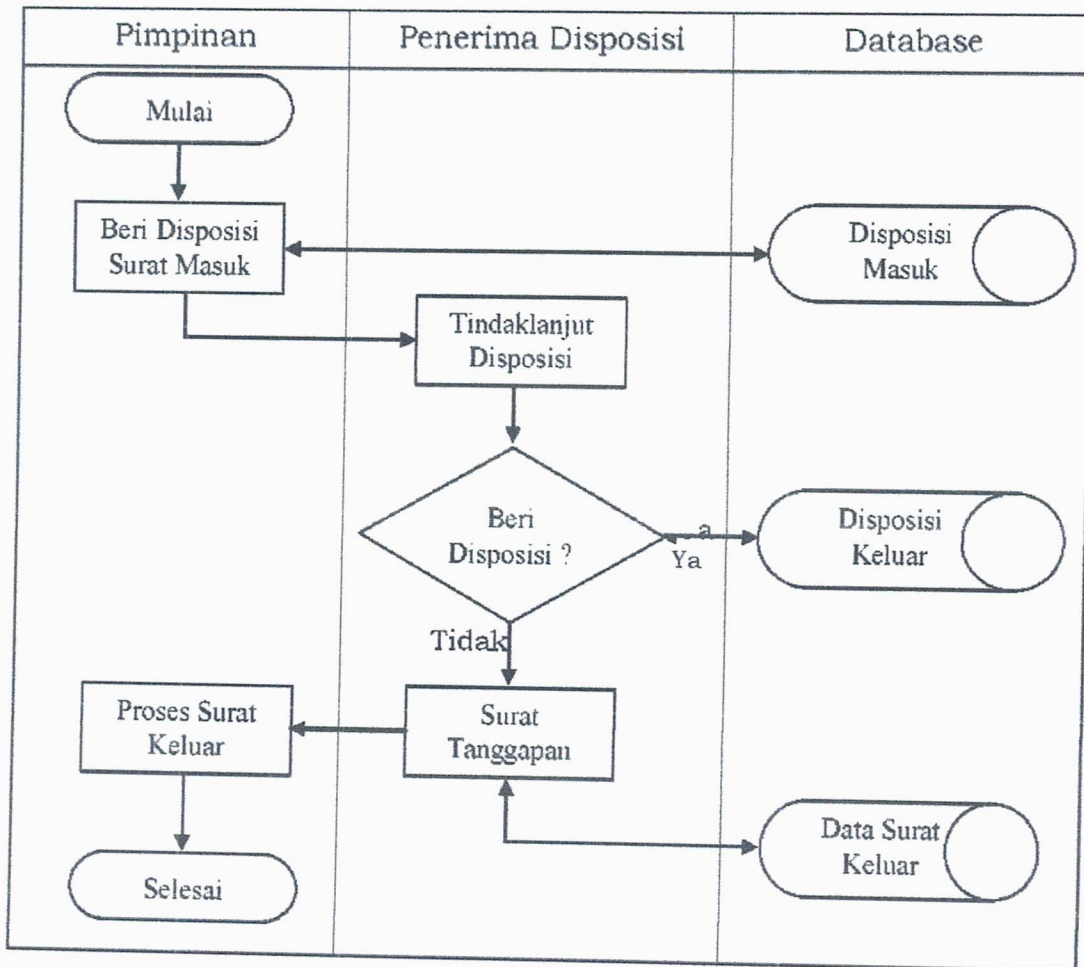 Pimpinan
Penerima Disposisi
Database
Mulai
Beri Disposisi
Surat Masuk
Disposisi
Masuk
Tindaklanjut
Disposisi
Beri
Disposisi ?
a
Ya
Disposisi
Keluar
Tidak
Proses Surat
Keluar
Surat
Tanggapan
Data Surat
Keluar
Selesai